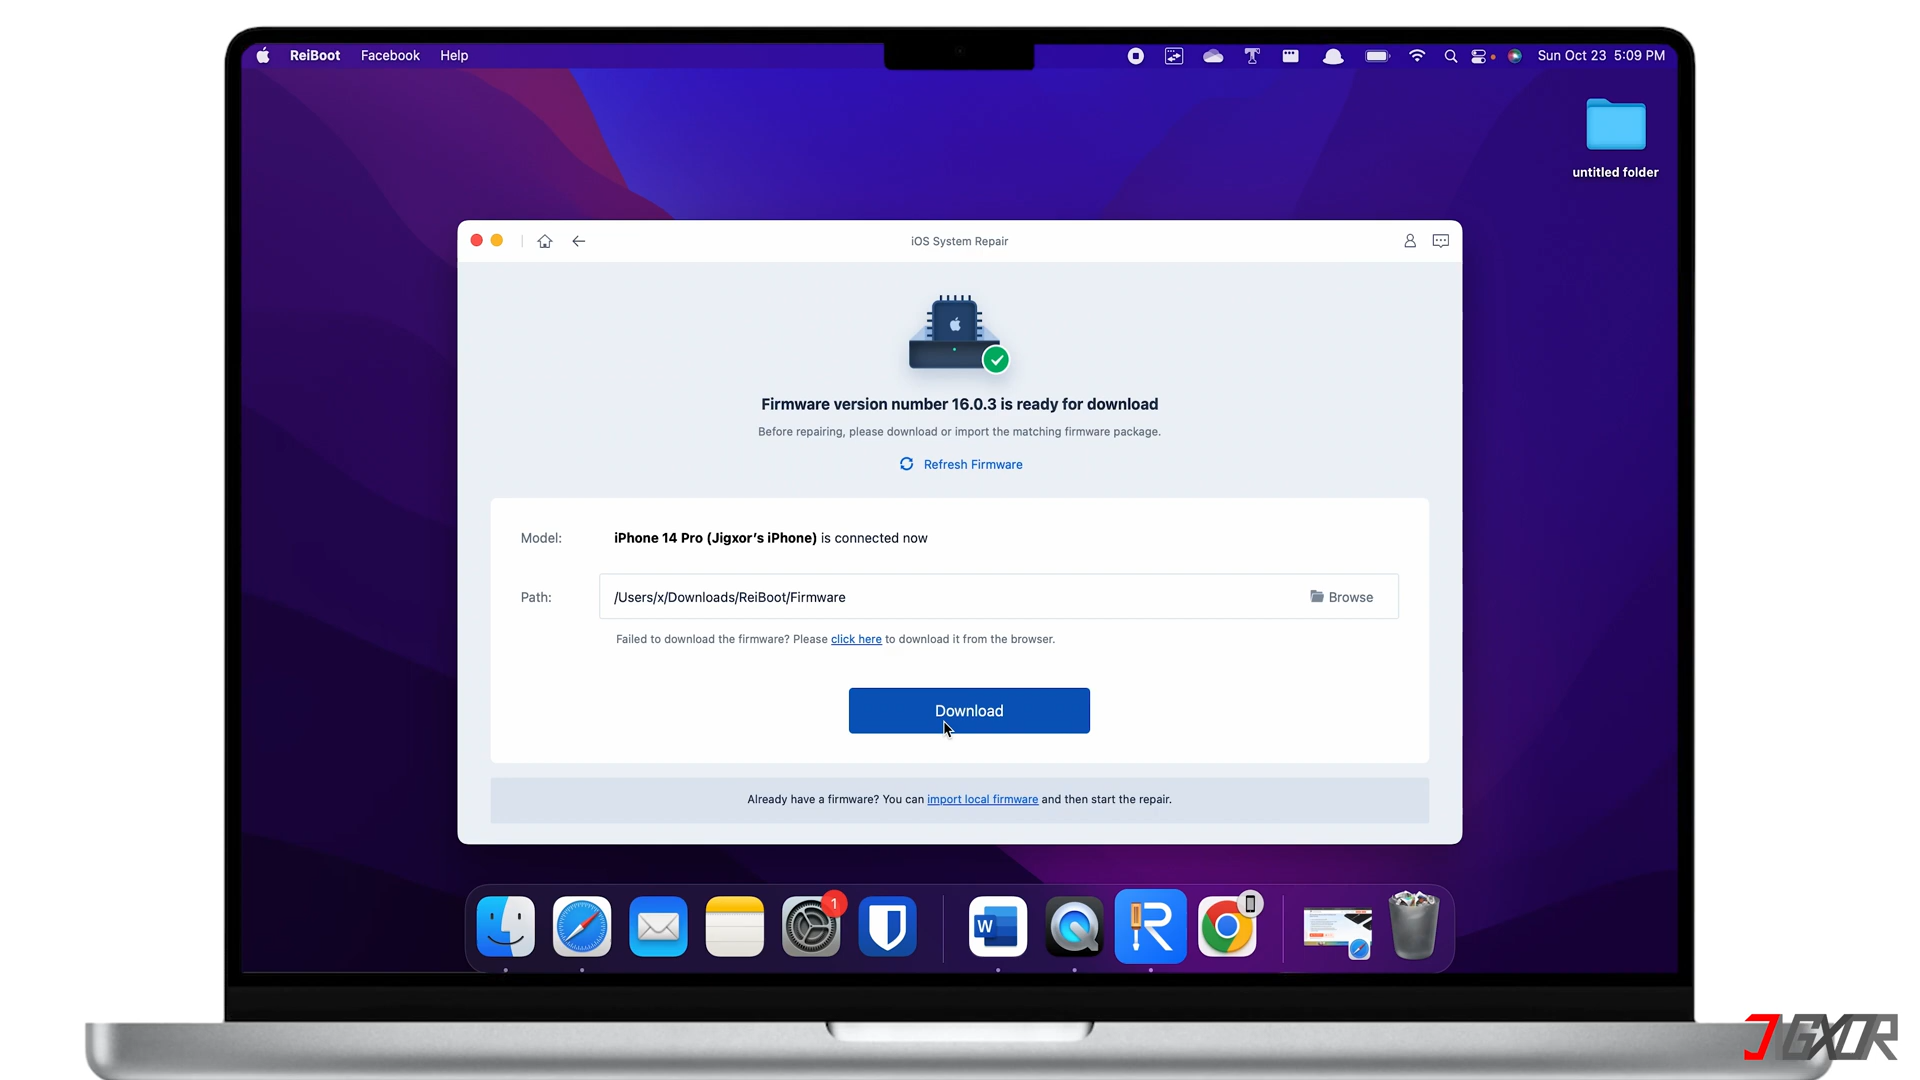 ReiBoot Facebook Help
Sun Oct 23 5:09 PM
untitled folder
iOS System Repair
Firmware version number 16.0.3 is ready for download
Before repairing, please download or import the matching firmware package.
Refresh Firmware
Model: iPhone 14 Pro (Jigxor’s iPhone) is connected now
Path: /Users/x/Downloads/ReiBoot/Firmware Browse
Failed to download the firmware? Please click here to download it from the browser.
Download
Already have a firmware? You can import local firmware and then start the repair.
1
W
JIGXOR